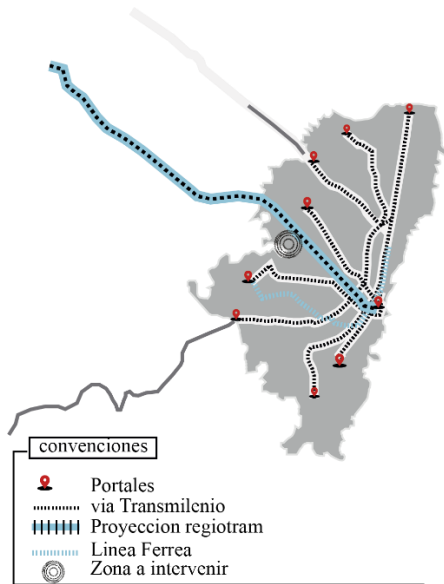 convenciones
Portales
via Transmilenio
Proyeccion regiotram
Linea Ferrea
Zona a intervenir